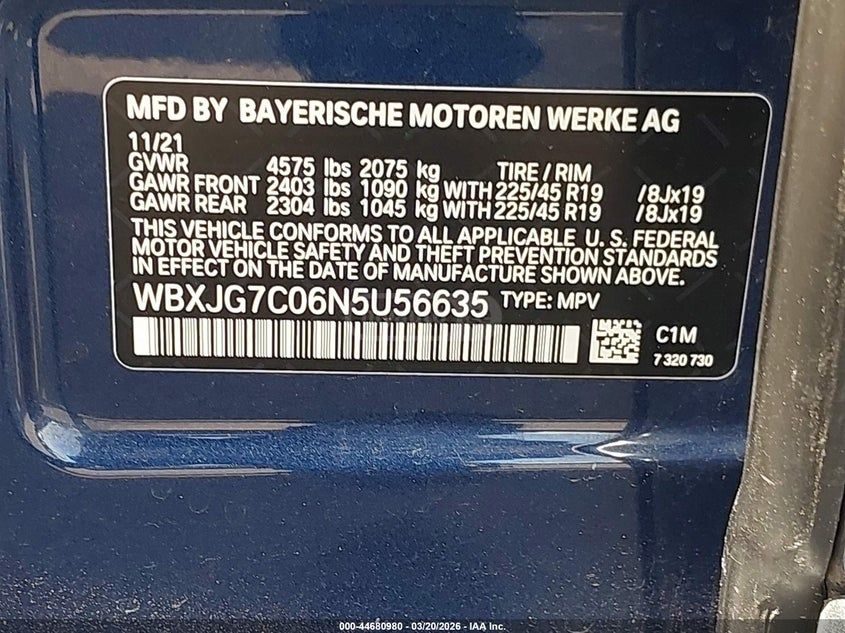 MFD BY BAYERISCHE MOTOREN WERKE AG
11/21
GVWR 4575 lbs 2075 kg TIRE / RIM
GAWR FRONT 2403 lbs 1090 kg WITH 225/45 R19 /8Jx19
GAWR REAR 2304 lbs 1045 kg WITH 225/45 R19 /8Jx19
THIS VEHICLE CONFORMS TO ALL APPLICABLE U. S. FEDERAL
MOTOR VEHICLE SAFETY AND THEFT PREVENTION STANDARDS
IN EFFECT ON THE DATE OF MANUFACTURE SHOWN ABOVE.
WBXJG7C06N5U56635 TYPE: MPV
C1M
7 320 730
000-44680980 - 03/20/2026 - IAA Inc.